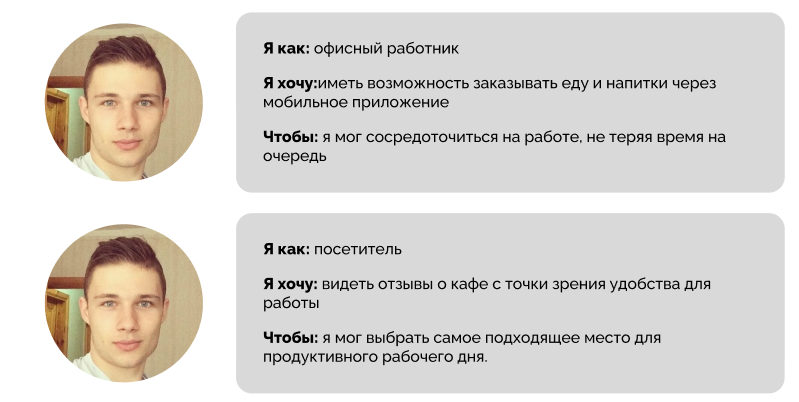 Я как: офисный работник
Я хочу:иметь возможность заказывать еду и напитки через
мобильное приложение
Чтобы: я мог сосредоточиться на работе, не теряя время на
очередь
Я как: посетитель
Я хочу: видеть отзывы о кафе с точки зрения удобства для
работы
Чтобы: я мог выбрать самое подходящее место для
продуктивного рабочего дня.